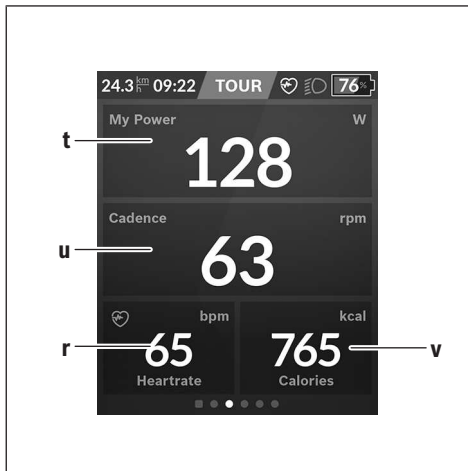 24.3 km/h 09:22 TOUR 76%
My Power W
t
128
Cadence rpm
u
63
bpm kcal
r 65 765 v
Heartrate Calories